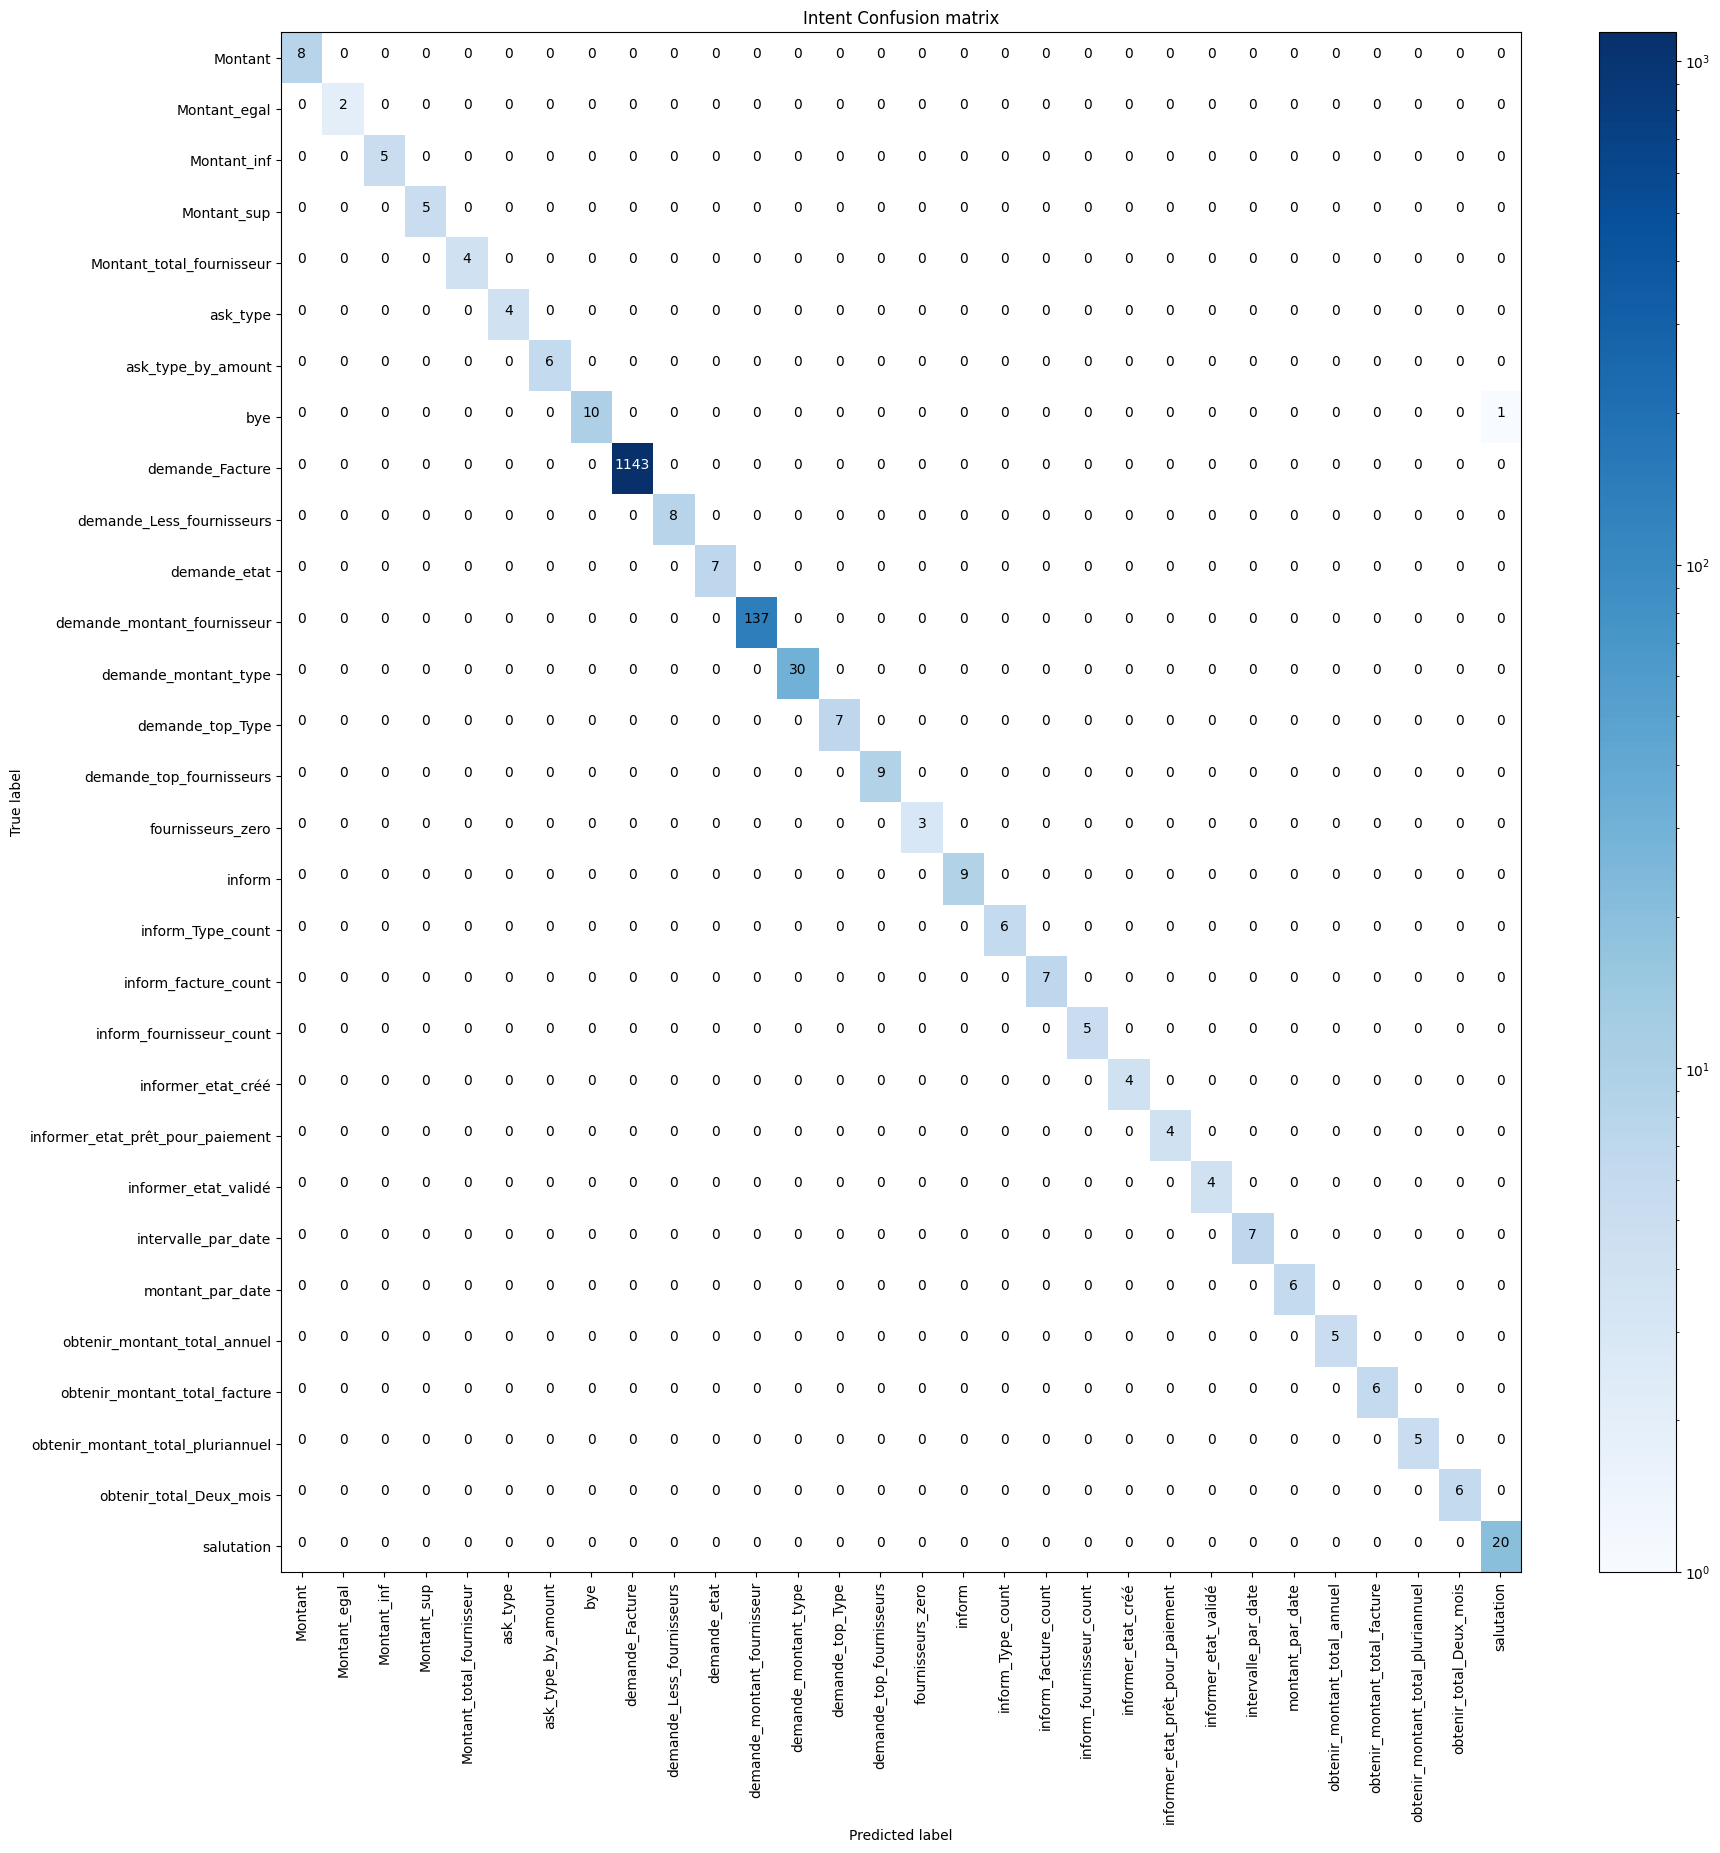 Intent Confusion matrix
True label
Montant 8 0 0 0 0 0 0 0 0 0 0 0 0 0 0 0 0 0 0 0 0 0 0 0 0 0 0 0 0 0
Montant_egal 0 2 0 0 0 0 0 0 0 0 0 0 0 0 0 0 0 0 0 0 0 0 0 0 0 0 0 0 0 0
Montant_inf 0 0 5 0 0 0 0 0 0 0 0 0 0 0 0 0 0 0 0 0 0 0 0 0 0 0 0 0 0 0
Montant_sup 0 0 0 5 0 0 0 0 0 0 0 0 0 0 0 0 0 0 0 0 0 0 0 0 0 0 0 0 0 0
Montant_total_fournisseur 0 0 0 0 4 0 0 0 0 0 0 0 0 0 0 0 0 0 0 0 0 0 0 0 0 0 0 0 0 0
ask_type 0 0 0 0 0 4 0 0 0 0 0 0 0 0 0 0 0 0 0 0 0 0 0 0 0 0 0 0 0 0
ask_type_by_amount 0 0 0 0 0 0 6 0 0 0 0 0 0 0 0 0 0 0 0 0 0 0 0 0 0 0 0 0 0 0
bye 0 0 0 0 0 0 0 10 0 0 0 0 0 0 0 0 0 0 0 0 0 0 0 0 0 0 0 0 0 1
demande_Facture 0 0 0 0 0 0 0 0 1143 0 0 0 0 0 0 0 0 0 0 0 0 0 0 0 0 0 0 0 0 0
demande_Less_fournisseurs 0 0 0 0 0 0 0 0 0 8 0 0 0 0 0 0 0 0 0 0 0 0 0 0 0 0 0 0 0 0
demande_etat 0 0 0 0 0 0 0 0 0 0 7 0 0 0 0 0 0 0 0 0 0 0 0 0 0 0 0 0 0 0
demande_montant_fournisseur 0 0 0 0 0 0 0 0 0 0 0 137 0 0 0 0 0 0 0 0 0 0 0 0 0 0 0 0 0 0
demande_montant_type 0 0 0 0 0 0 0 0 0 0 0 0 30 0 0 0 0 0 0 0 0 0 0 0 0 0 0 0 0 0
demande_top_Type 0 0 0 0 0 0 0 0 0 0 0 0 0 7 0 0 0 0 0 0 0 0 0 0 0 0 0 0 0 0
demande_top_fournisseurs 0 0 0 0 0 0 0 0 0 0 0 0 0 0 9 0 0 0 0 0 0 0 0 0 0 0 0 0 0 0
fournisseurs_zero 0 0 0 0 0 0 0 0 0 0 0 0 0 0 0 3 0 0 0 0 0 0 0 0 0 0 0 0 0 0
inform 0 0 0 0 0 0 0 0 0 0 0 0 0 0 0 0 9 0 0 0 0 0 0 0 0 0 0 0 0 0
inform_Type_count 0 0 0 0 0 0 0 0 0 0 0 0 0 0 0 0 0 6 0 0 0 0 0 0 0 0 0 0 0 0
inform_facture_count 0 0 0 0 0 0 0 0 0 0 0 0 0 0 0 0 0 0 7 0 0 0 0 0 0 0 0 0 0 0
inform_fournisseur_count 0 0 0 0 0 0 0 0 0 0 0 0 0 0 0 0 0 0 0 5 0 0 0 0 0 0 0 0 0 0
informer_etat_créé 0 0 0 0 0 0 0 0 0 0 0 0 0 0 0 0 0 0 0 0 4 0 0 0 0 0 0 0 0 0
informer_etat_prêt_pour_paiement 0 0 0 0 0 0 0 0 0 0 0 0 0 0 0 0 0 0 0 0 0 4 0 0 0 0 0 0 0 0
informer_etat_validé 0 0 0 0 0 0 0 0 0 0 0 0 0 0 0 0 0 0 0 0 0 0 4 0 0 0 0 0 0 0
intervalle_par_date 0 0 0 0 0 0 0 0 0 0 0 0 0 0 0 0 0 0 0 0 0 0 0 7 0 0 0 0 0 0
montant_par_date 0 0 0 0 0 0 0 0 0 0 0 0 0 0 0 0 0 0 0 0 0 0 0 0 6 0 0 0 0 0
obtenir_montant_total_annuel 0 0 0 0 0 0 0 0 0 0 0 0 0 0 0 0 0 0 0 0 0 0 0 0 0 5 0 0 0 0
obtenir_montant_total_facture 0 0 0 0 0 0 0 0 0 0 0 0 0 0 0 0 0 0 0 0 0 0 0 0 0 0 6 0 0 0
obtenir_montant_total_pluriannuel 0 0 0 0 0 0 0 0 0 0 0 0 0 0 0 0 0 0 0 0 0 0 0 0 0 0 0 5 0 0
obtenir_total_Deux_mois 0 0 0 0 0 0 0 0 0 0 0 0 0 0 0 0 0 0 0 0 0 0 0 0 0 0 0 0 6 0
salutation 0 0 0 0 0 0 0 0 0 0 0 0 0 0 0 0 0 0 0 0 0 0 0 0 0 0 0 0 0 20
Montant
Montant_egal
Montant_inf
Montant_sup
Montant_total_fournisseur
ask_type
ask_type_by_amount
bye
demande_Facture
demande_Less_fournisseurs
demande_etat
demande_montant_fournisseur
demande_montant_type
demande_top_Type
demande_top_fournisseurs
fournisseurs_zero
inform
inform_Type_count
inform_facture_count
inform_fournisseur_count
informer_etat_créé
informer_etat_prêt_pour_paiement
informer_etat_validé
intervalle_par_date
montant_par_date
obtenir_montant_total_annuel
obtenir_montant_total_facture
obtenir_montant_total_pluriannuel
obtenir_total_Deux_mois
salutation
Predicted label
10³
10²
10¹
10⁰